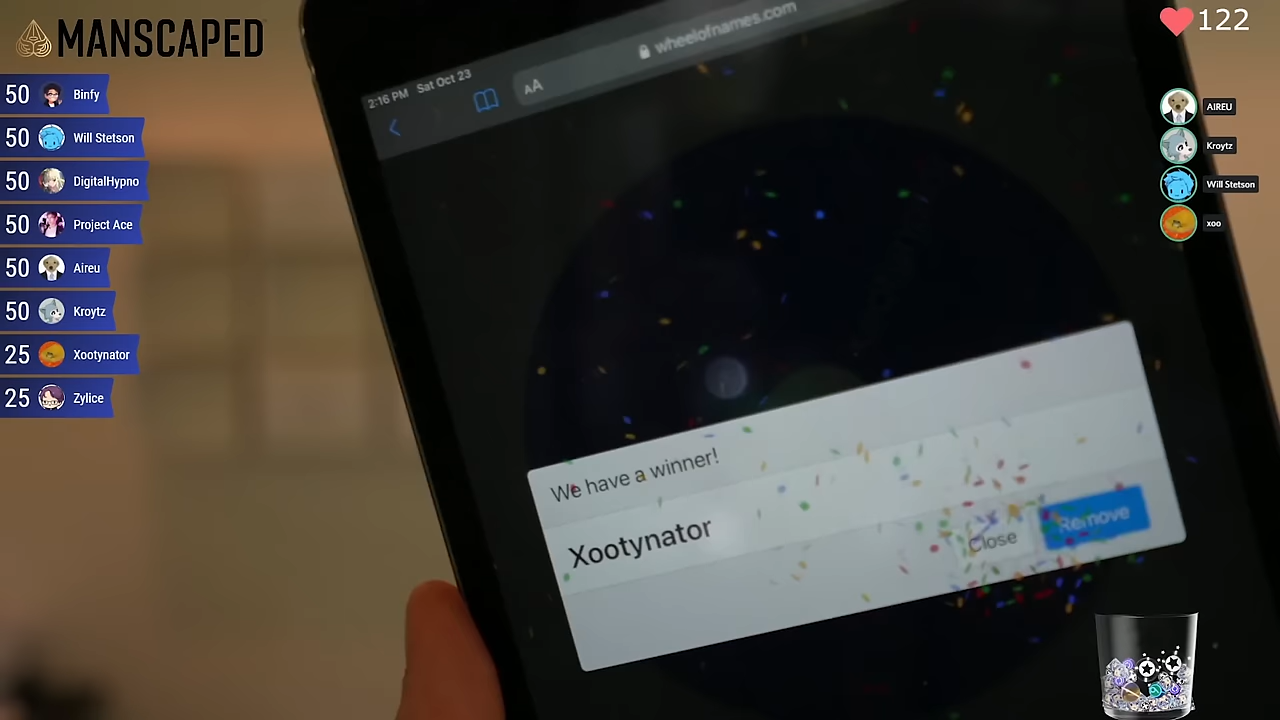 MANSCAPED
50 Binfy
50 Will Stetson
50 DigitalHypno
50 Project Ace
50 Aireu
50 Kroytz
25 Xootynator
25 Zylice
2:16 PM Sat Oct 23
AA
wheelofnames.com
We have a winner!
Xootynator
Close
Remove
122
AIREU
Kroytz
Will Stetson
xoo